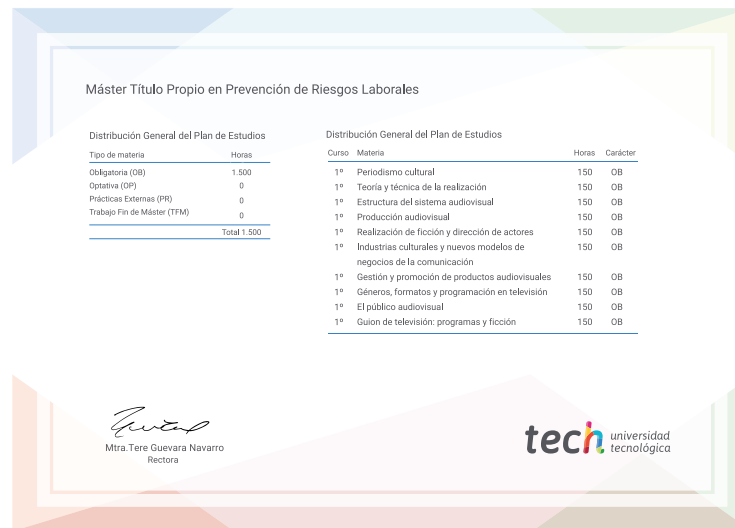 Máster Título Propio en Prevención de Riesgos Laborales
Distribución General del Plan de Estudios
Tipo de materia Horas
Obligatoria (OB) 1.500
Optativa (OP) 0
Prácticas Externas (PR) 0
Trabajo Fin de Máster (TFM) 0
Total 1.500
Distribución General del Plan de Estudios
Curso Materia Horas Carácter
1º Periodismo cultural 150 OB
1º Teoría y técnica de la realización 150 OB
1º Estructura del sistema audiovisual 150 OB
1º Producción audiovisual 150 OB
1º Realización de ficción y dirección de actores 150 OB
1º Industrias culturales y nuevos modelos de 150 OB
negocios de la comunicación
1º Gestión y promoción de productos audiovisuales 150 OB
1º Géneros, formatos y programación en televisión 150 OB
1º El público audiovisual 150 OB
1º Guion de televisión: programas y ficción 150 OB
Mtra.Tere Guevara Navarro
Rectora
tech universidad
tecnológica